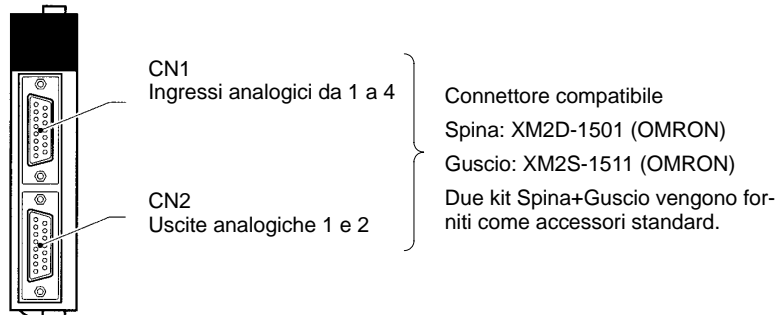 CN1
Ingressi analogici da 1 a 4
CN2
Uscite analogiche 1 e 2
Connettore compatibile
Spina: XM2D-1501 (OMRON)
Guscio: XM2S-1511 (OMRON)
Due kit Spina+Guscio vengono for-
niti come accessori standard.